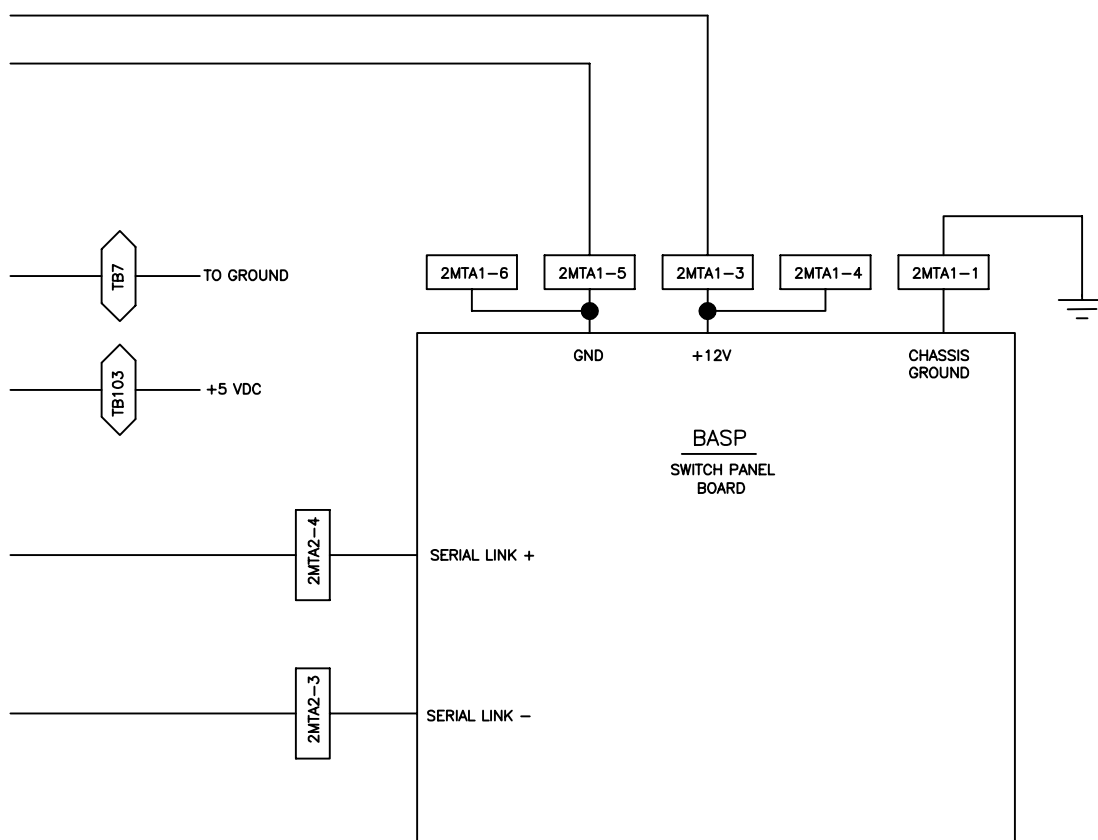 TB7
TO GROUND
2MTA1-6
2MTA1-5
2MTA1-3
2MTA1-4
2MTA1-1
GND
+12V
CHASSIS
GROUND
TB103
+5 VDC
BASP
SWITCH PANEL
BOARD
2MTA2-4
SERIAL LINK +
2MTA2-3
SERIAL LINK -